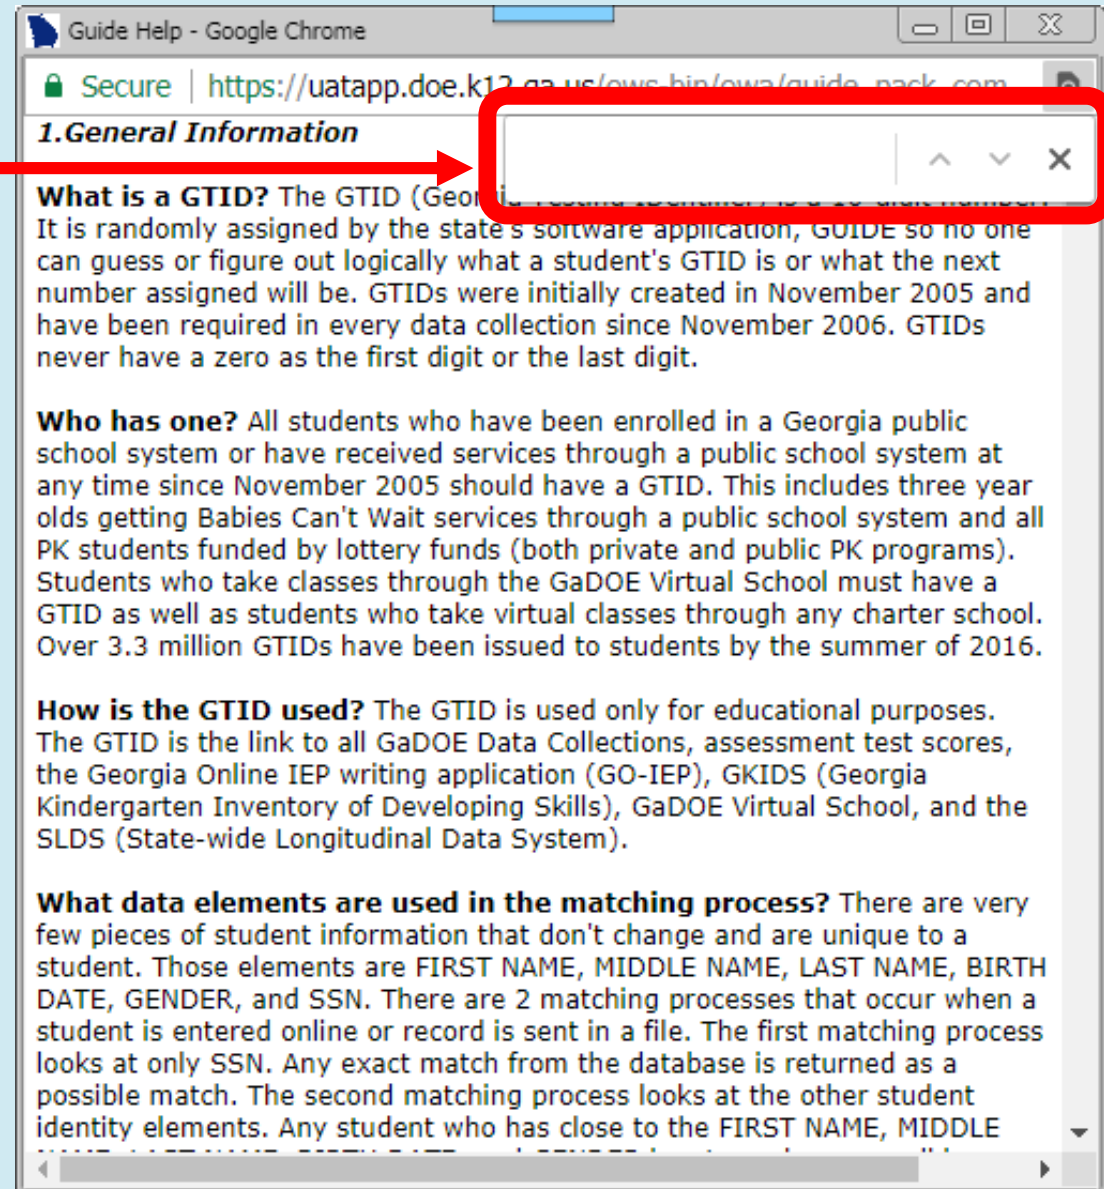 Guide Help - Google Chrome
Secure | https://uatapp.doe.k12.ga.us/ows-bin/owa/guide_pack_com
1.General Information
What is a GTID? The GTID (Georgia Testing IDentifier) is a 10-digit number.
It is randomly assigned by the state's software application, GUIDE so no one
can guess or figure out logically what a student's GTID is or what the next
number assigned will be. GTIDs were initially created in November 2005 and
have been required in every data collection since November 2006. GTIDs
never have a zero as the first digit or the last digit.
Who has one? All students who have been enrolled in a Georgia public
school system or have received services through a public school system at
any time since November 2005 should have a GTID. This includes three year
olds getting Babies Can't Wait services through a public school system and all
PK students funded by lottery funds (both private and public PK programs).
Students who take classes through the GaDOE Virtual School must have a
GTID as well as students who take virtual classes through any charter school.
Over 3.3 million GTIDs have been issued to students by the summer of 2016.
How is the GTID used? The GTID is used only for educational purposes.
The GTID is the link to all GaDOE Data Collections, assessment test scores,
the Georgia Online IEP writing application (GO-IEP), GKIDS (Georgia
Kindergarten Inventory of Developing Skills), GaDOE Virtual School, and the
SLDS (State-wide Longitudinal Data System).
What data elements are used in the matching process? There are very
few pieces of student information that don't change and are unique to a
student. Those elements are FIRST NAME, MIDDLE NAME, LAST NAME, BIRTH
DATE, GENDER, and SSN. There are 2 matching processes that occur when a
student is entered online or record is sent in a file. The first matching process
looks at only SSN. Any exact match from the database is returned as a
possible match. The second matching process looks at the other student
identity elements. Any student who has close to the FIRST NAME, MIDDLE